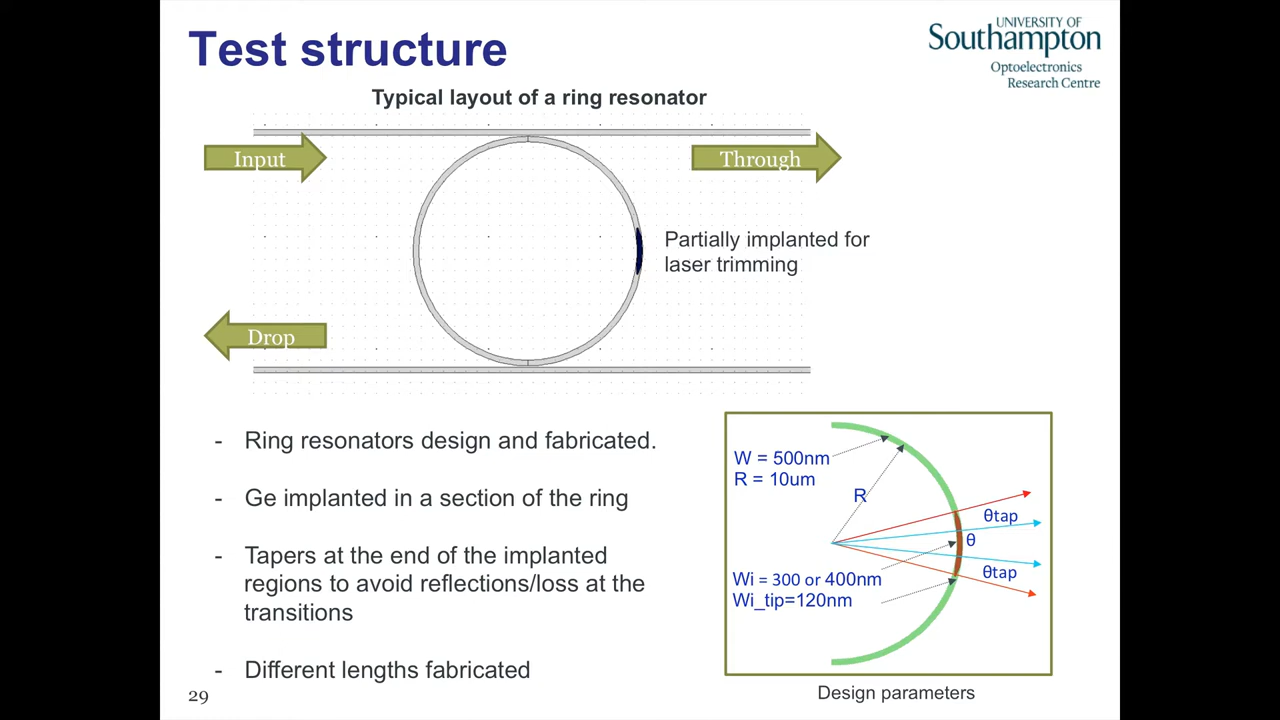 Test structure
UNIVERSITY OF
Southampton
Optoelectronics
Research Centre
Typical layout of a ring resonator
Input
Through
Partially implanted for
laser trimming
Drop
- Ring resonators design and fabricated.
- Ge implanted in a section of the ring
- Tapers at the end of the implanted
regions to avoid reflections/loss at the
transitions
- Different lengths fabricated
W = 500nm
R = 10um
R
θtap
θ
θtap
Wi = 300 or 400nm
Wi_tip=120nm
Design parameters
29